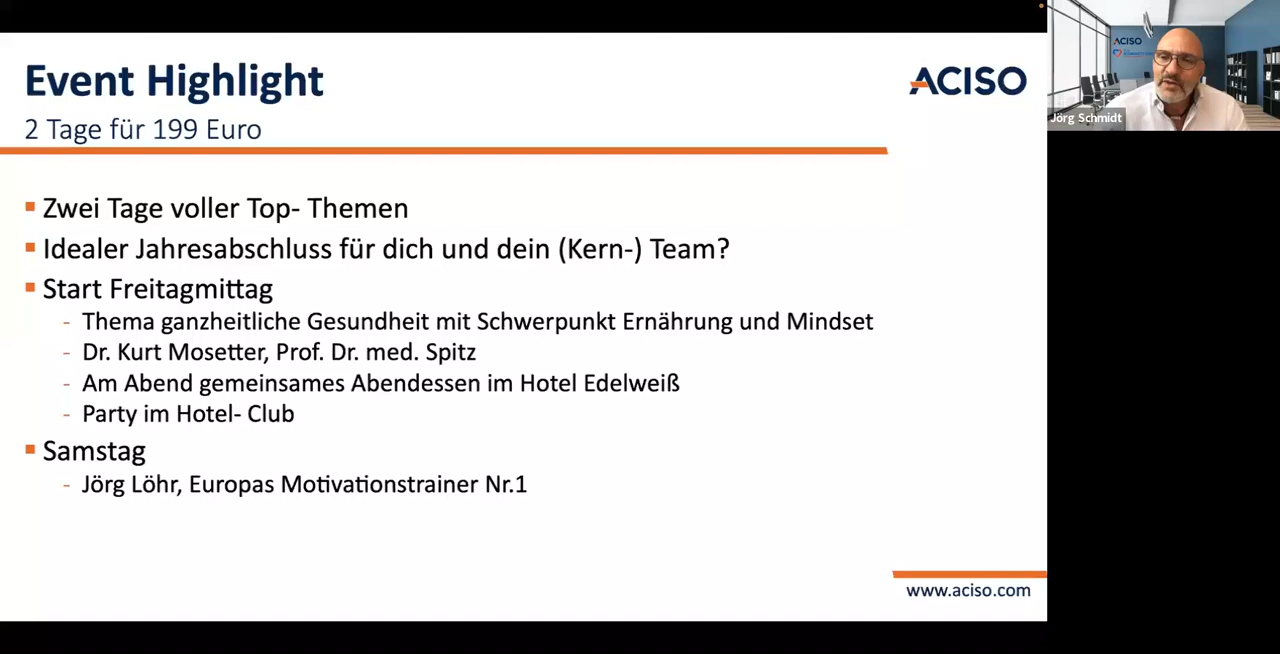 Event Highlight
2 Tage für 199 Euro
ACISO
Zwei Tage voller Top- Themen
Idealer Jahresabschluss für dich und dein (Kern-) Team?
Start Freitagmittag
- Thema ganzheitliche Gesundheit mit Schwerpunkt Ernährung und Mindset
- Dr. Kurt Mosetter, Prof. Dr. med. Spitz
- Am Abend gemeinsames Abendessen im Hotel Edelweiß
- Party im Hotel- Club
Samstag
- Jörg Löhr, Europas Motivationstrainer Nr.1
www.aciso.com
ACISO
Jörg Schmidt